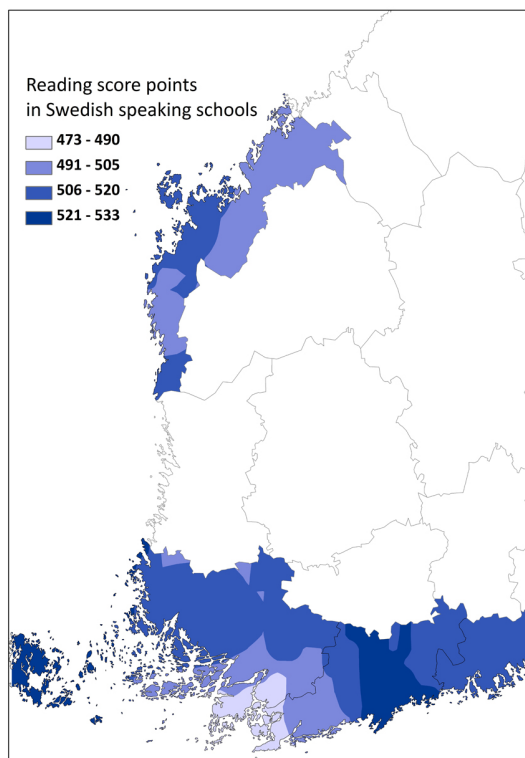 Reading score points
in Swedish speaking schools
473 - 490
491 - 505
506 - 520
521 - 533